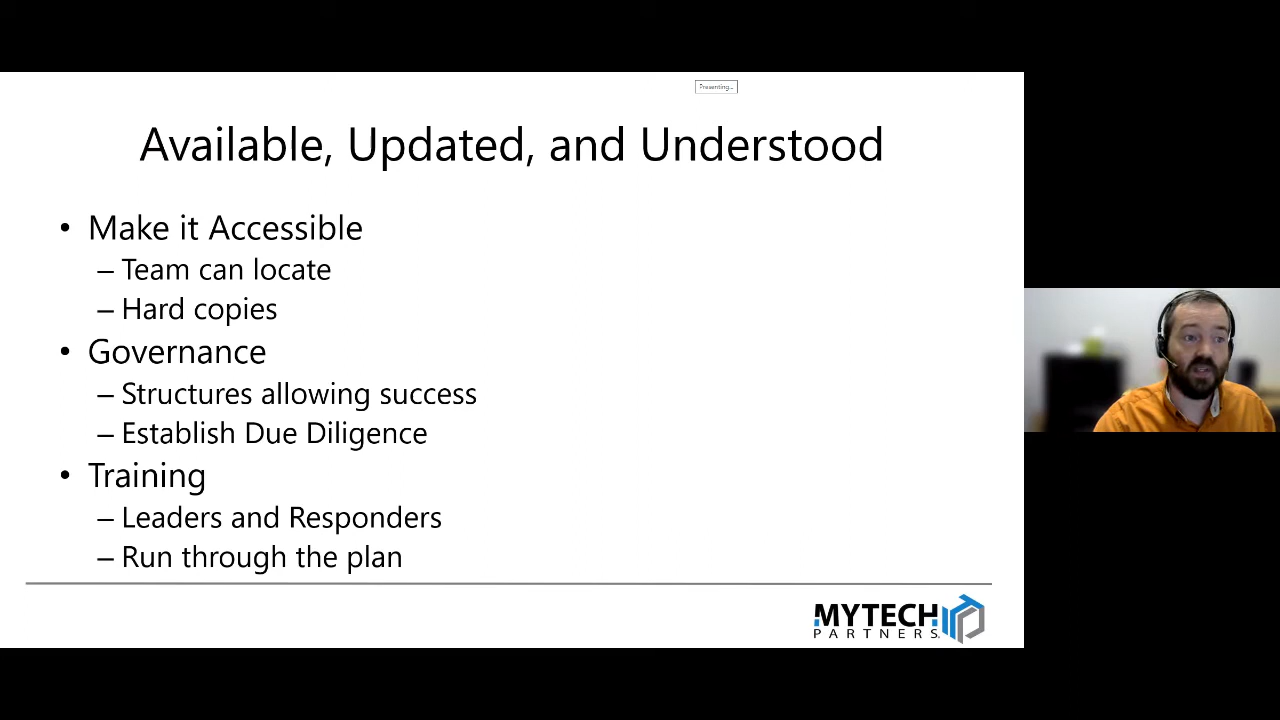 Presenting...
Available, Updated, and Understood
• Make it Accessible
– Team can locate
– Hard copies
• Governance
– Structures allowing success
– Establish Due Diligence
• Training
– Leaders and Responders
– Run through the plan
MYTECH
PARTNERS